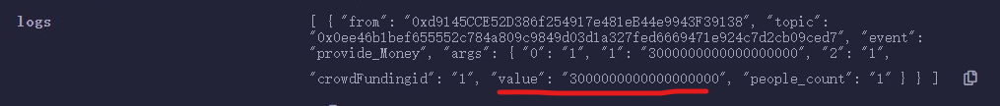 logs
[ { "from": "0xd9145CCE52D386f254917e481eB44e9943F39138", "topic":
"0x0ee46b1bef655552c784a809c9849d03d1a327fed6669471e924c7d2cb09ced7", "event":
"provide_Money", "args": { "0": "1", "1": "3000000000000000000", "2": "1",
"crowdFundingid": "1", "value": "3000000000000000000", "people_count": "1" } } ]